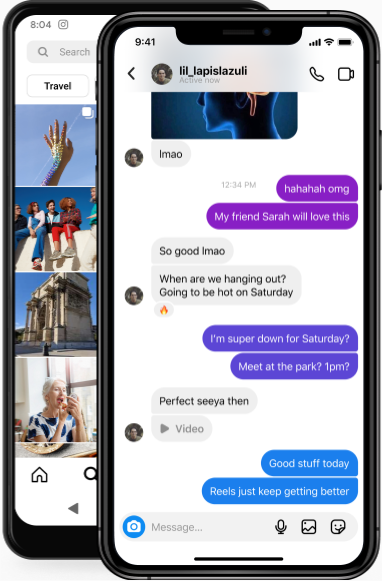 8:04
Search
Travel
9:41
lil_lapislazuli
Active now
lmao
12:34 PM
hahahah omg
My friend Sarah will love this
So good lmao
When are we hanging out?
Going to be hot on Saturday
I'm super down for Saturday?
Meet at the park? 1pm?
Perfect seeya then
Video
Good stuff today
Reels just keep getting better
Message...